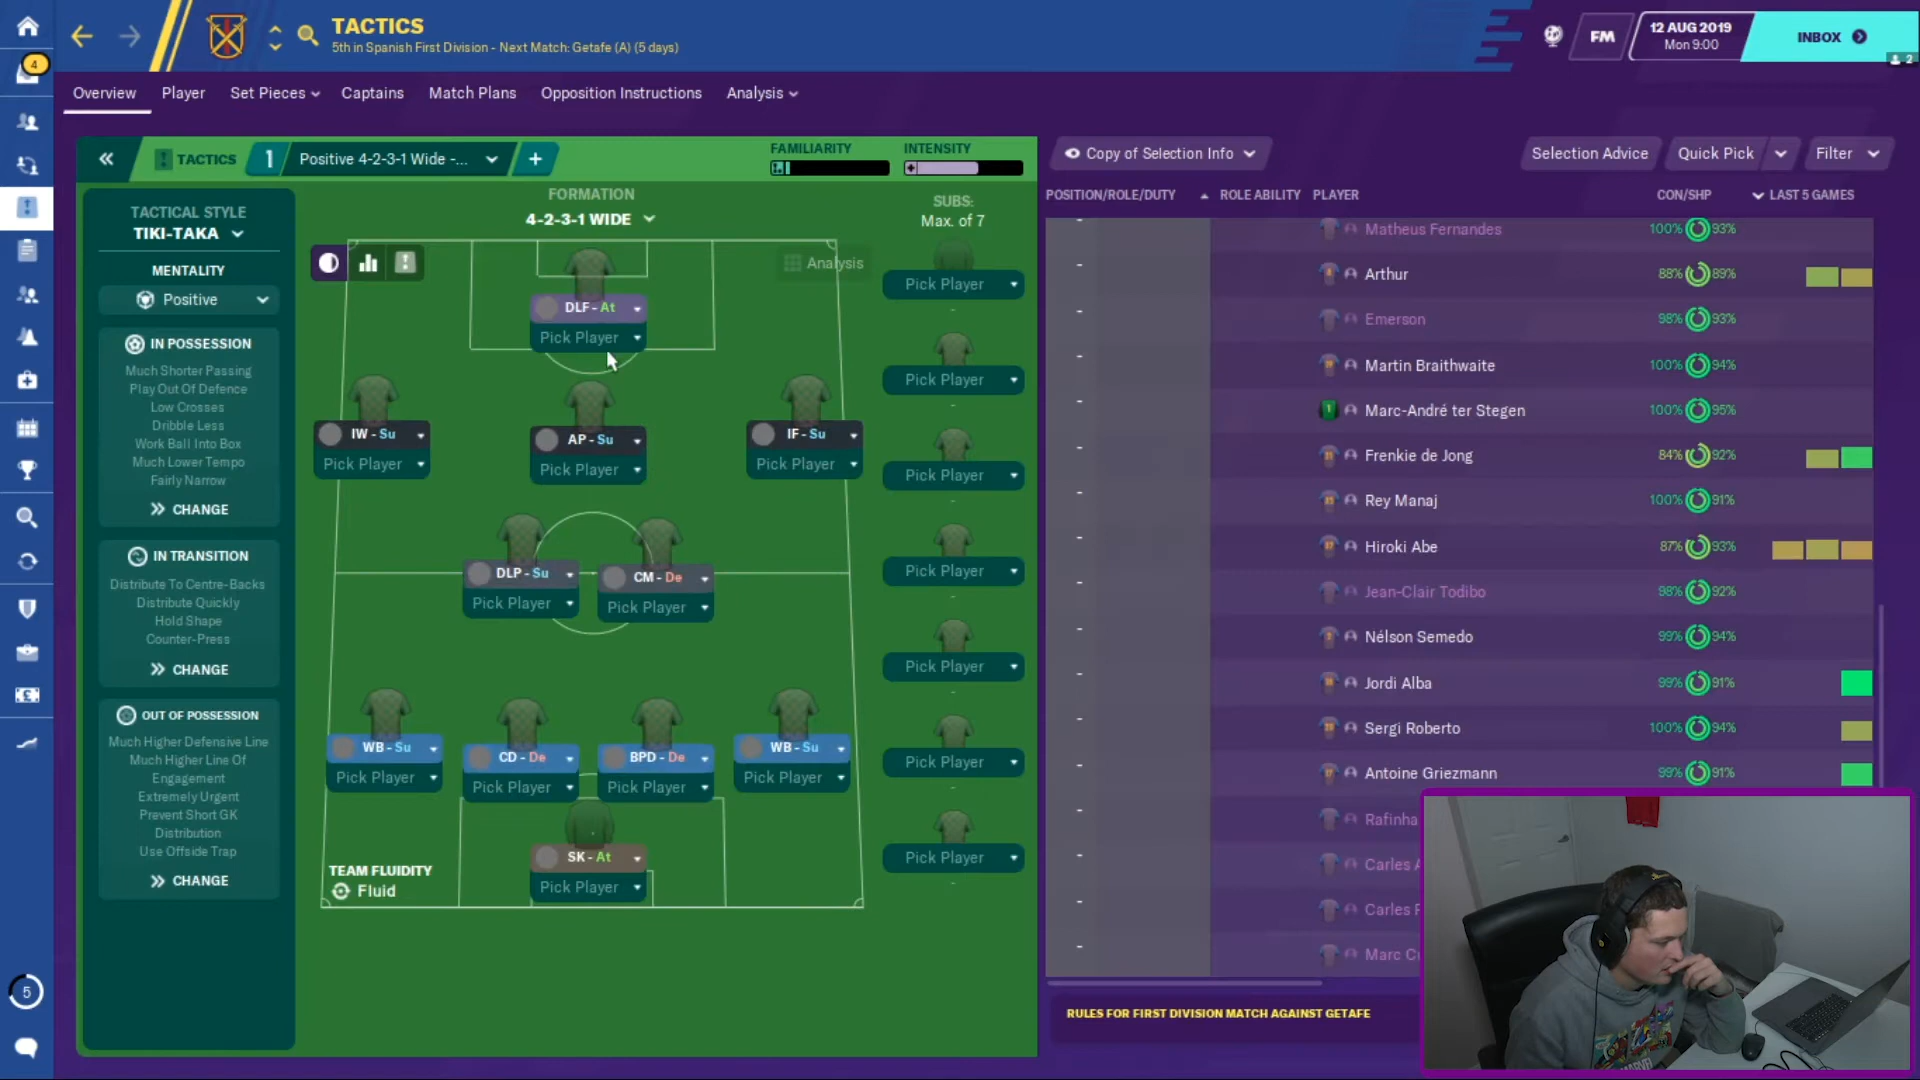 TACTICS
5th in Spanish First Division - Next Match: Getafe (A) (5 days)
FM
12 AUG 2019
Mon 9:00
INBOX
2
4
Overview
Player
Set Pieces
Captains
Match Plans
Opposition Instructions
Analysis
TACTICS
1
Positive 4-2-3-1 Wide -...
FAMILIARITY
INTENSITY
TACTICAL STYLE
TIKI-TAKA
MENTALITY
Positive
IN POSSESSION
Much Shorter Passing
Play Out Of Defence
Low Crosses
Dribble Less
Work Ball Into Box
Much Lower Tempo
Fairly Narrow
CHANGE
IN TRANSITION
Distribute To Centre-Backs
Distribute Quickly
Hold Shape
Counter-Press
CHANGE
OUT OF POSSESSION
Much Higher Defensive Line
Much Higher Line Of
Engagement
Extremely Urgent
Prevent Short GK
Distribution
Use Offside Trap
CHANGE
FORMATION
4-2-3-1 WIDE
Analysis
DLF - At
Pick Player
IW - Su
Pick Player
AP - Su
Pick Player
IF - Su
Pick Player
DLP - Su
Pick Player
CM - De
Pick Player
WB - Su
Pick Player
CD - De
Pick Player
BPD - De
Pick Player
WB - Su
Pick Player
SK - At
Pick Player
TEAM FLUIDITY
Fluid
SUBS:
Max. of 7
Pick Player
-
Pick Player
-
Pick Player
-
Pick Player
-
Pick Player
-
Pick Player
-
Pick Player
-
Copy of Selection Info
Selection Advice
Quick Pick
Filter
POSITION/ROLE/DUTY
ROLE ABILITY
PLAYER
CON/SHP
LAST 5 GAMES
- Matheus Fernandes 100% 93%
- Arthur 88% 89%
- Emerson 98% 93%
- Martin Braithwaite 100% 94%
- 1 Marc-André ter Stegen 100% 95%
- Frenkie de Jong 84% 92%
- Rey Manaj 100% 91%
- Hiroki Abe 87% 93%
- Jean-Clair Todibo 98% 92%
- Nélson Semedo 99% 94%
- Jordi Alba 99% 91%
- Sergi Roberto 100% 94%
- Antoine Griezmann 99% 91%
- Rafinha
- Carles
- Carles
- Marc
RULES FOR FIRST DIVISION MATCH AGAINST GETAFE
5
MARVEL